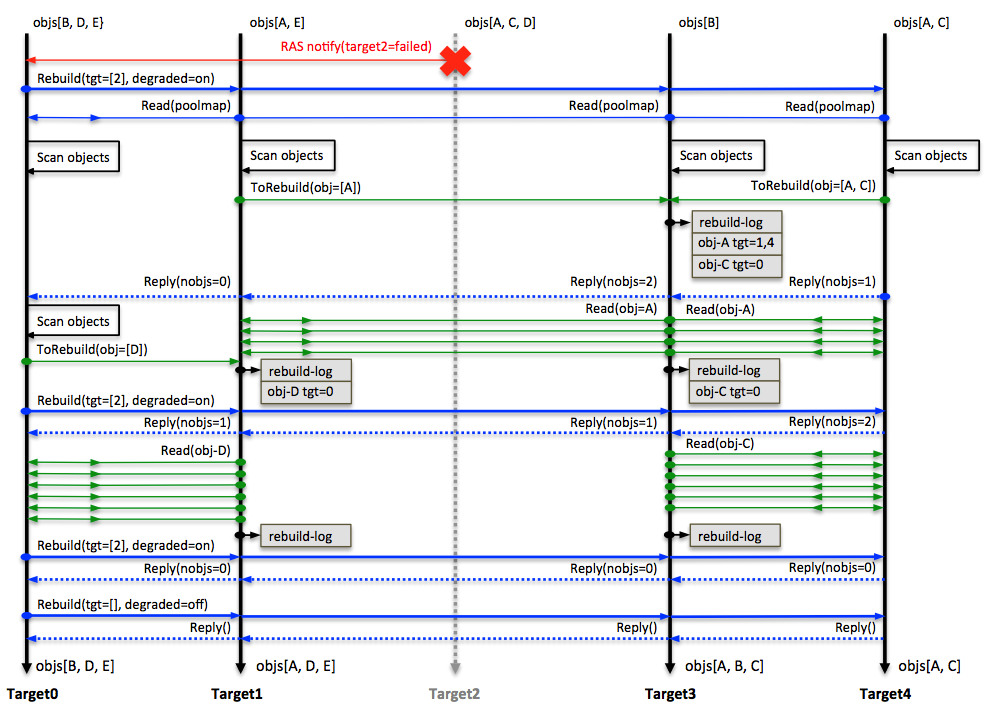 objs[B, D, E}
objs[A, E]
objs[A, C, D]
objs[B]
objs[A, C]
RAS notify(target2=failed)
Rebuild(tgt=[2], degraded=on)
Read(poolmap)
Read(poolmap)
Read(poolmap)
Scan objects
Scan objects
Scan objects
Scan objects
ToRebuild(obj=[A])
ToRebuild(obj=[A, C])
rebuild-log
obj-A tgt=1,4
obj-C tgt=0
Reply(nobjs=0)
Reply(nobjs=2)
Reply(nobjs=1)
Read(obj=A)
Read(obj-A)
Scan objects
ToRebuild(obj=[D])
rebuild-log
obj-D tgt=0
rebuild-log
obj-C tgt=0
Rebuild(tgt=[2], degraded=on)
Reply(nobjs=1)
Reply(nobjs=1)
Reply(nobjs=2)
Read(obj-D)
Read(obj-C)
rebuild-log
rebuild-log
Rebuild(tgt=[2], degraded=on)
Reply(nobjs=0)
Reply(nobjs=0)
Reply(nobjs=0)
Rebuild(tgt=[], degraded=off)
Reply()
Reply()
Reply()
objs[B, D, E]
objs[A, D, E]
objs[A, B, C]
objs[A, C]
Target0
Target1
Target2
Target3
Target4